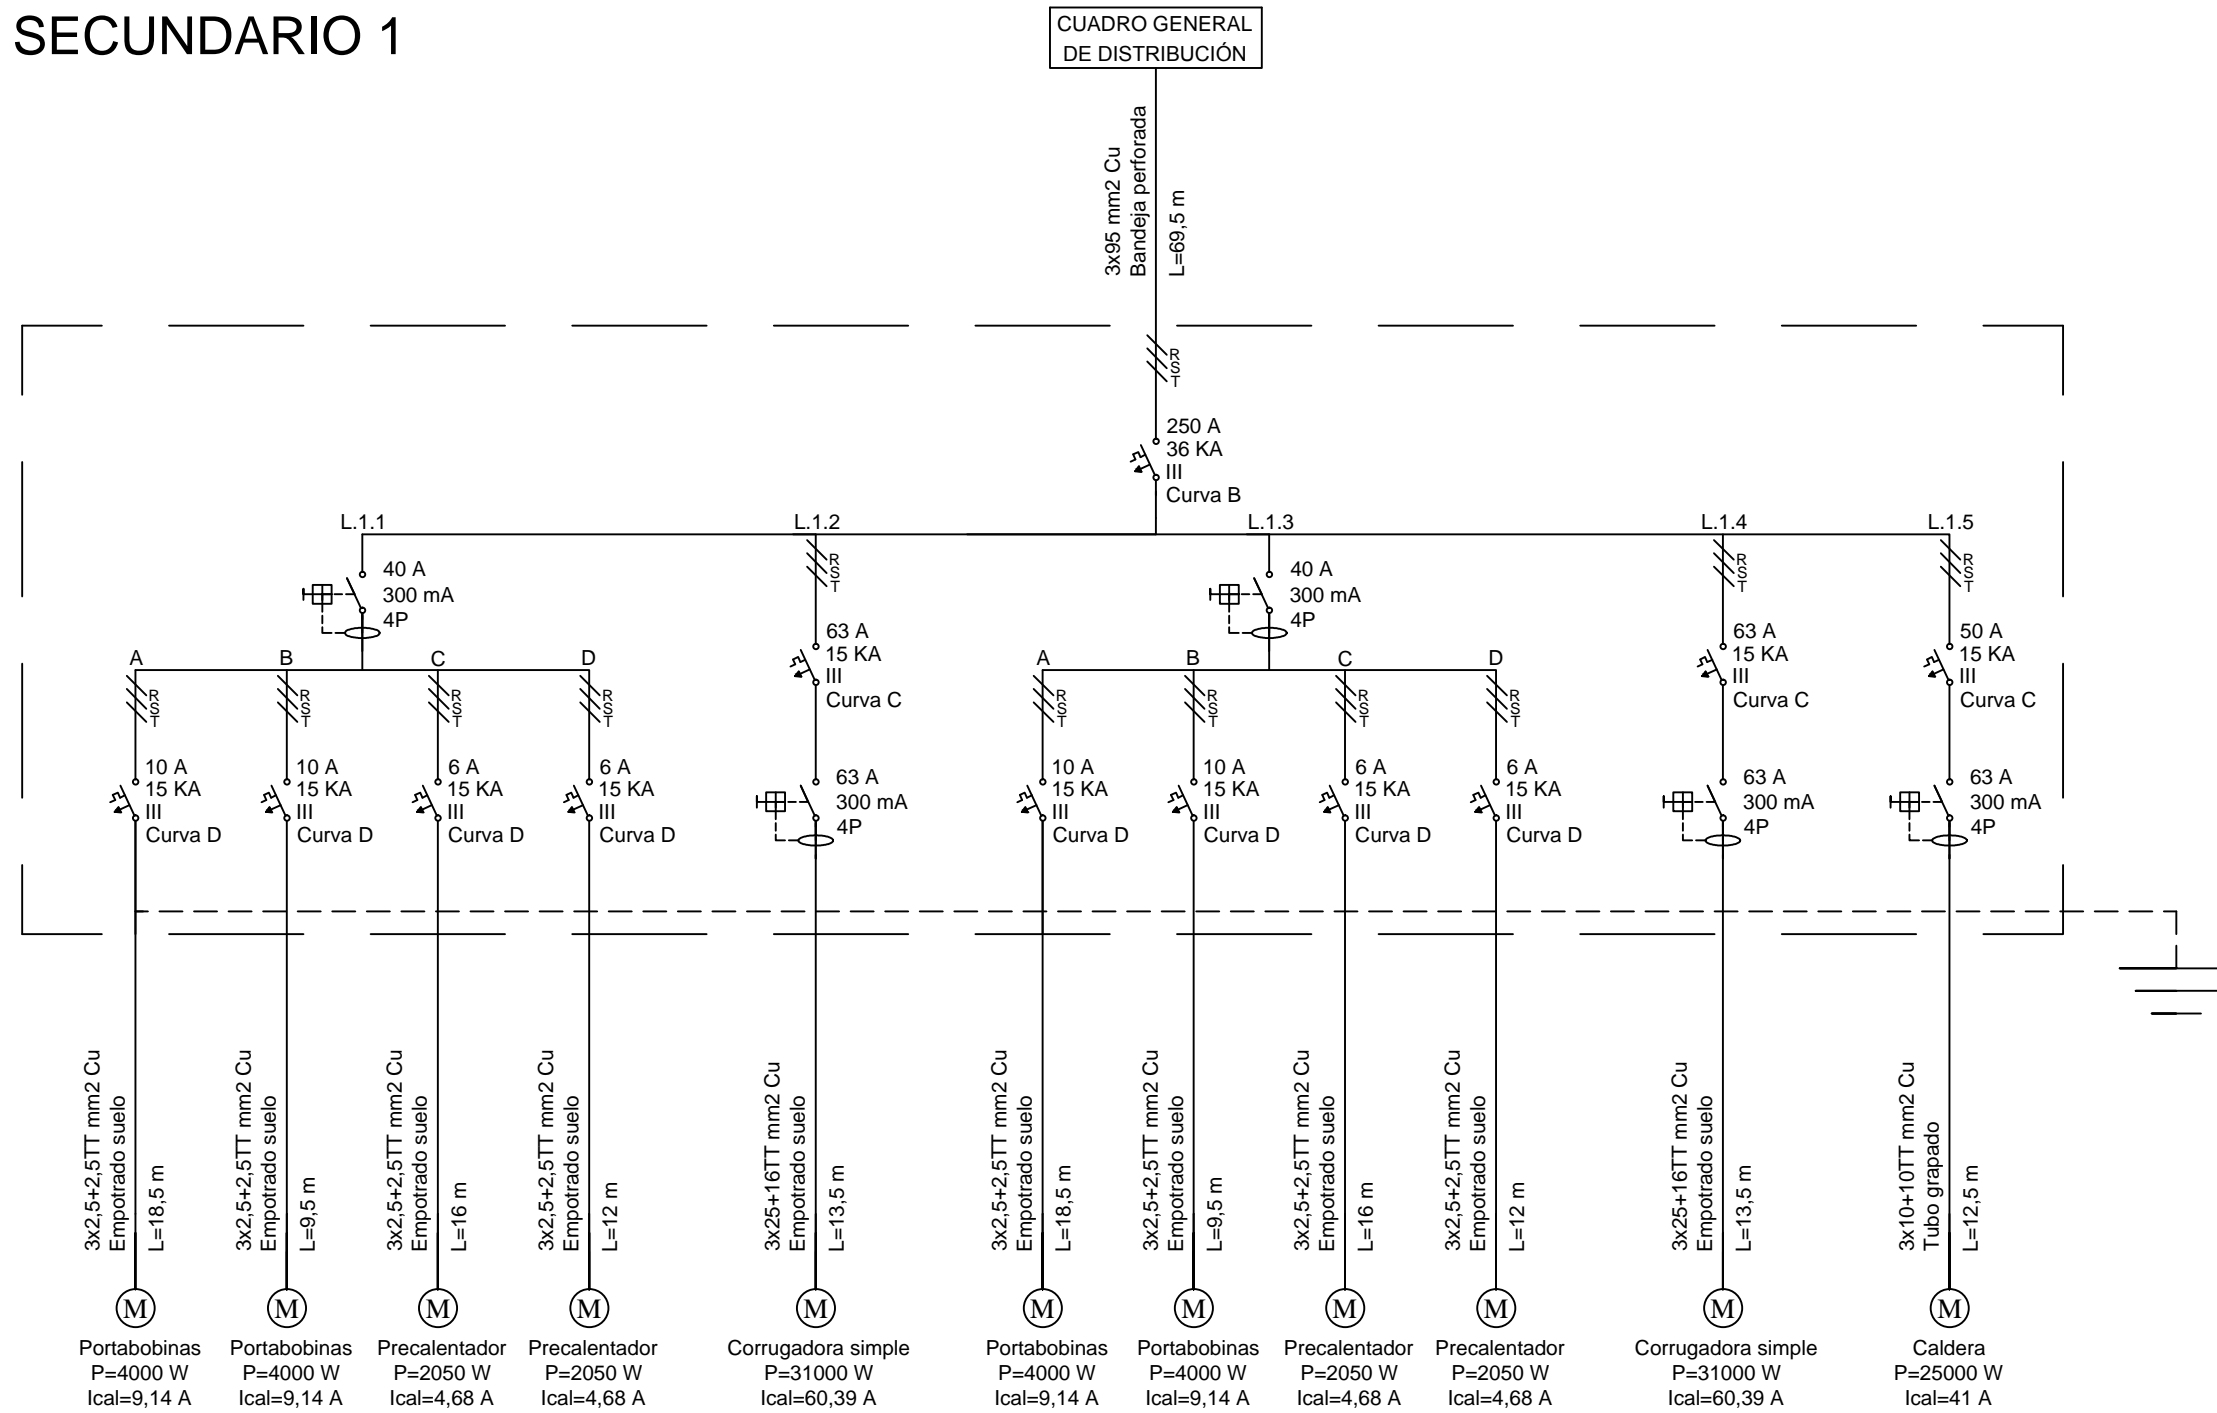 SECUNDARIO 1
CUADRO GENERAL
DE DISTRIBUCIÓN
3x95 mm2 Cu
Bandeja perforada
L=69,5 m
R
S
T
250 A
36 KA
III
Curva B
L.1.1
L.1.2
L.1.3
L.1.4
L.1.5
40 A
300 mA
4P
R
S
T
63 A
15 KA
III
Curva C
40 A
300 mA
4P
R
S
T
63 A
15 KA
III
Curva C
R
S
T
50 A
15 KA
III
Curva C
A
B
C
D
A
B
C
D
R
S
T
R
S
T
R
S
T
R
S
T
R
S
T
R
S
T
R
S
T
R
S
T
10 A
15 KA
III
Curva D
10 A
15 KA
III
Curva D
6 A
15 KA
III
Curva D
6 A
15 KA
III
Curva D
63 A
300 mA
4P
10 A
15 KA
III
Curva D
10 A
15 KA
III
Curva D
6 A
15 KA
III
Curva D
6 A
15 KA
III
Curva D
63 A
300 mA
4P
63 A
300 mA
4P
3x2,5+2,5TT mm2 Cu
Empotrado suelo
L=18,5 m
3x2,5+2,5TT mm2 Cu
Empotrado suelo
L=9,5 m
3x2,5+2,5TT mm2 Cu
Empotrado suelo
L=16 m
3x2,5+2,5TT mm2 Cu
Empotrado suelo
L=12 m
3x25+16TT mm2 Cu
Empotrado suelo
L=13,5 m
3x2,5+2,5TT mm2 Cu
Empotrado suelo
L=18,5 m
3x2,5+2,5TT mm2 Cu
Empotrado suelo
L=9,5 m
3x2,5+2,5TT mm2 Cu
Empotrado suelo
L=16 m
3x2,5+2,5TT mm2 Cu
Empotrado suelo
L=12 m
3x25+16TT mm2 Cu
Empotrado suelo
L=13,5 m
3x10+10TT mm2 Cu
Tubo grapado
L=12,5 m
M
Portabobinas
P=4000 W
Ical=9,14 A
M
Portabobinas
P=4000 W
Ical=9,14 A
M
Precalentador
P=2050 W
Ical=4,68 A
M
Precalentador
P=2050 W
Ical=4,68 A
M
Corrugadora simple
P=31000 W
Ical=60,39 A
M
Portabobinas
P=4000 W
Ical=9,14 A
M
Portabobinas
P=4000 W
Ical=9,14 A
M
Precalentador
P=2050 W
Ical=4,68 A
M
Precalentador
P=2050 W
Ical=4,68 A
M
Corrugadora simple
P=31000 W
Ical=60,39 A
M
Caldera
P=25000 W
Ical=41 A